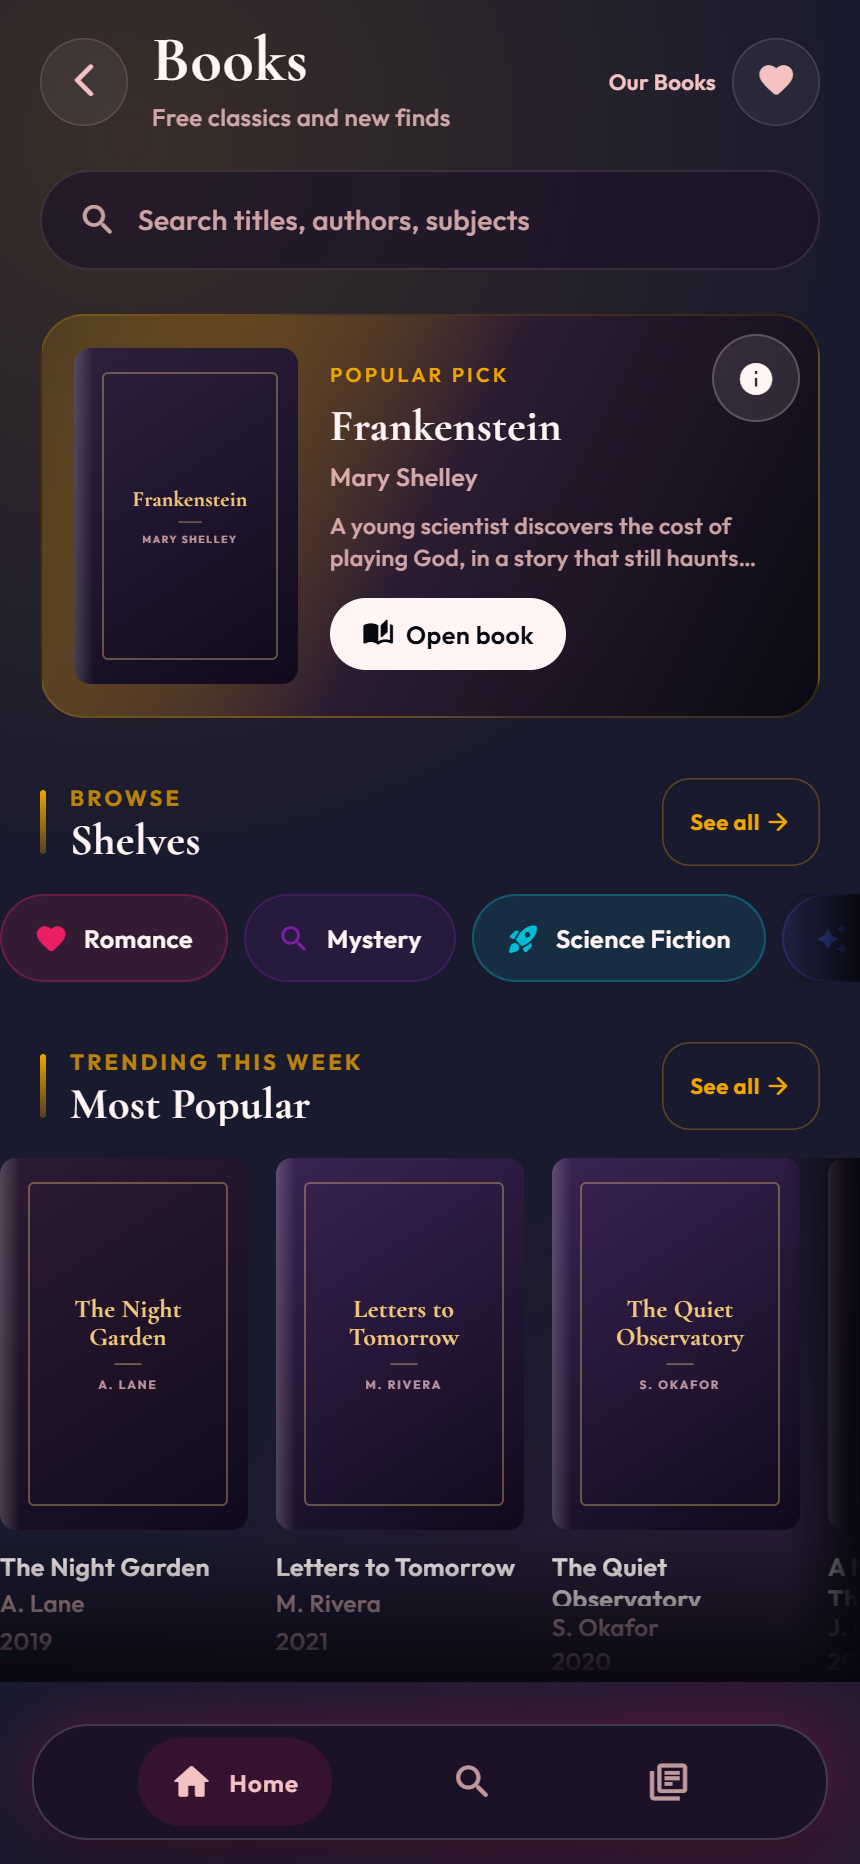 Books
Free classics and new finds
Our Books
Search titles, authors, subjects
Frankenstein
MARY SHELLEY
POPULAR PICK
Frankenstein
Mary Shelley
A young scientist discovers the cost of
playing God, in a story that still haunts...
Open book
BROWSE
Shelves
See all
Romance
Mystery
Science Fiction
TRENDING THIS WEEK
Most Popular
See all
The Night
Garden
A. LANE
Letters to
Tomorrow
M. RIVERA
The Quiet
Observatory
S. OKAFOR
The Night Garden
A. Lane
2019
Letters to Tomorrow
M. Rivera
2021
The Quiet
Observatory
S. Okafor
2020
A
Th
J.
20
Home